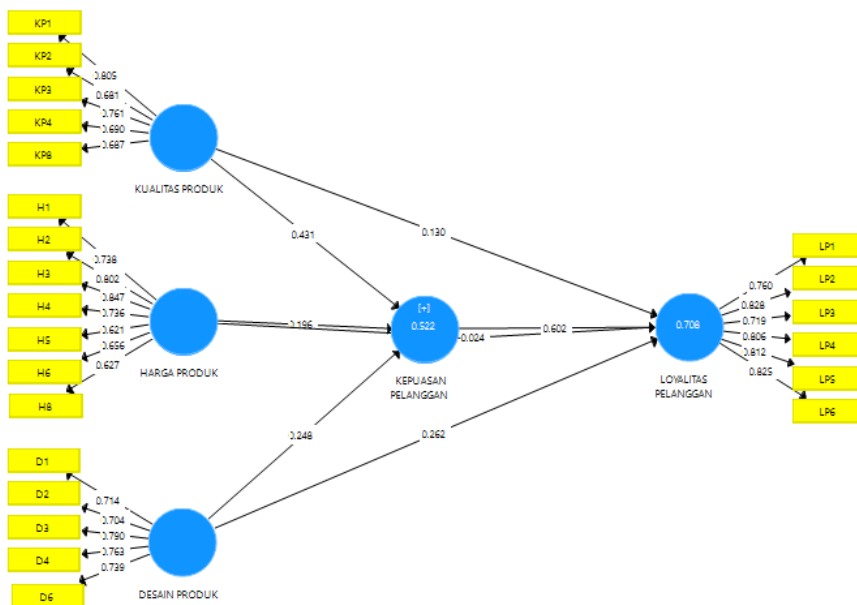 KP1
KP2
KP3
KP4
KP8
0.805
0.681
0.761
0.690
0.687
KUALITAS PRODUK
H1
H2
H3
H4
H5
H6
H8
0.738
0.802
0.847
0.736
0.621
0.656
0.627
HARGA PRODUK
D1
D2
D3
D4
D6
0.714
0.704
0.790
0.763
0.739
DESAIN PRODUK
0.431
0.130
0.196
0.248
0.262
[+]
0.522
KEPUASAN
PELANGGAN
-0.024
0.602
0.708
LOYALITAS
PELANGGAN
0.760
0.828
0.719
0.806
0.812
0.825
LP1
LP2
LP3
LP4
LP5
LP6